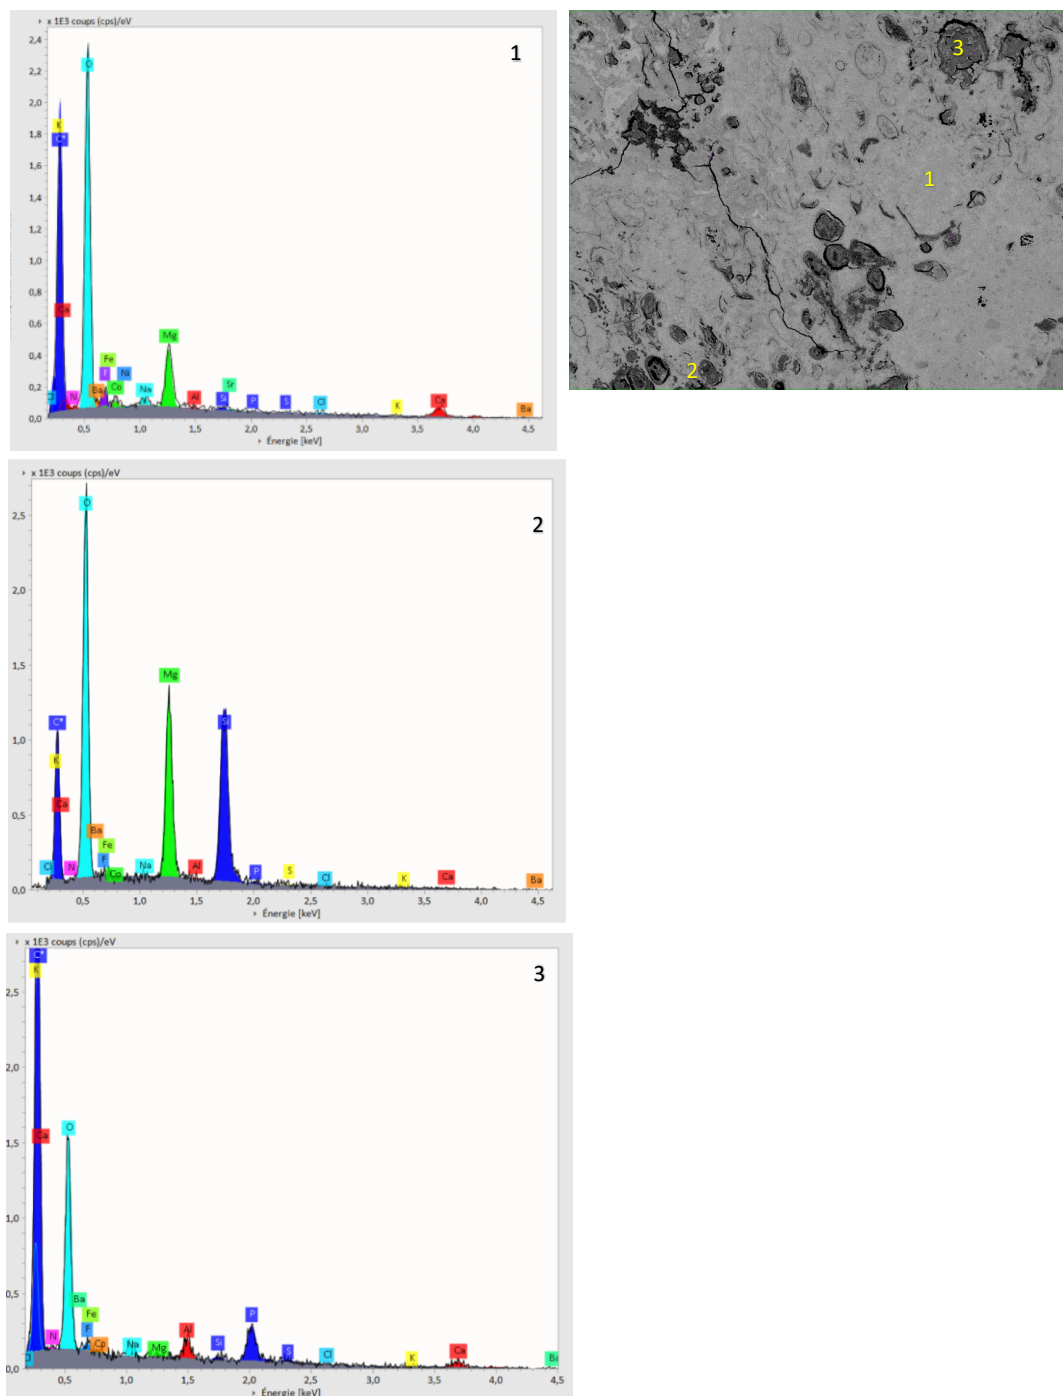 x 1E3 coups (cps)/eV
1
3
2,4
O
2,2
2,0
1,8
K
C*
1,6
1,4
1
1,2
1,0
0,8
Ca
0,6
Mg
0,4
Fe
F Ni
Sr
0,2
Cl N Ba Co Na Al Si P S Cl K Ca Ba
0,0
0,5 1,0 1,5 2,0 2,5 3,0 3,5 4,0 4,5
Énergie [keV]
2
x 1E3 coups (cps)/eV
2
O
2,5
2,0
1,5
Mg
C* Si
1,0
K
Ca
0,5
Ba
Fe
Cl N F Co Na Al P S Cl K Ca Ba
0,0
0,5 1,0 1,5 2,0 2,5 3,0 3,5 4,0 4,5
Énergie [keV]
x 1E3 coups (cps)/eV
C*
K
3
2,5
2,0
1,5
Ca O
1,0
0,5
Ba
Fe
P
N F Al
Cl Co Na Mg Si S Cl K Ca Ba
0,0
0,5 1,0 1,5 2,0 2,5 3,0 3,5 4,0 4,5
Énergie [keV]